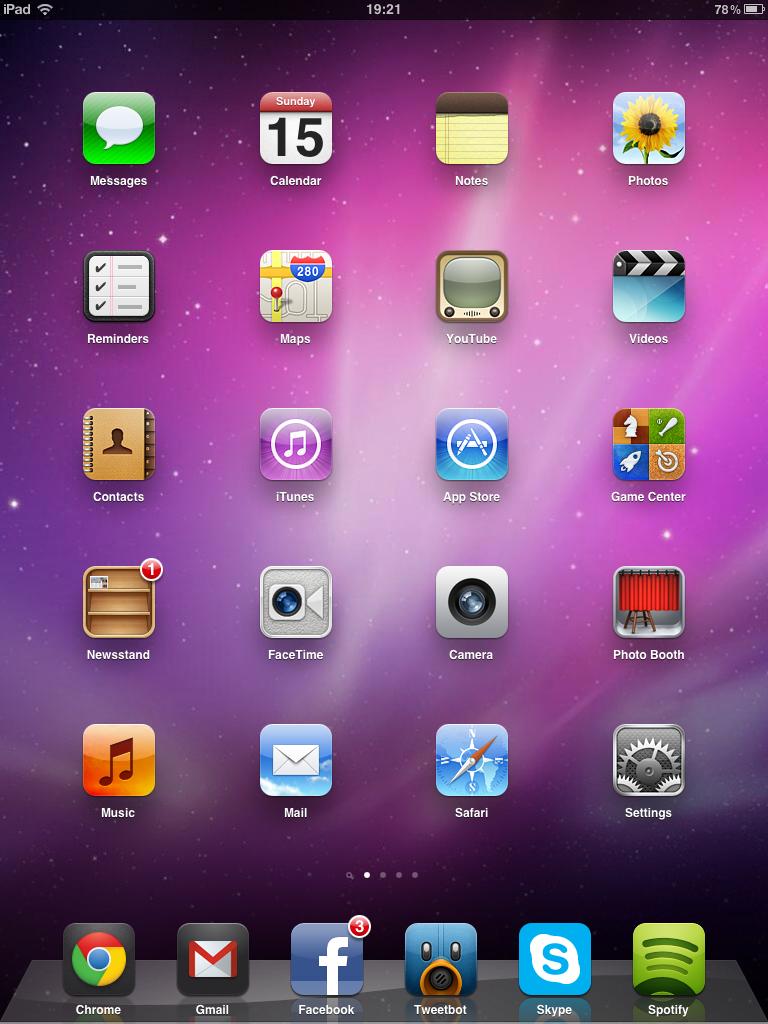 iPad 19:21 78%
Sunday
15
Messages Calendar Notes Photos
280
Reminders Maps YouTube Videos
Contacts iTunes App Store Game Center
1
Newsstand FaceTime Camera Photo Booth
N
S
Music Mail Safari Settings
3
Chrome Gmail Facebook Tweetbot Skype Spotify